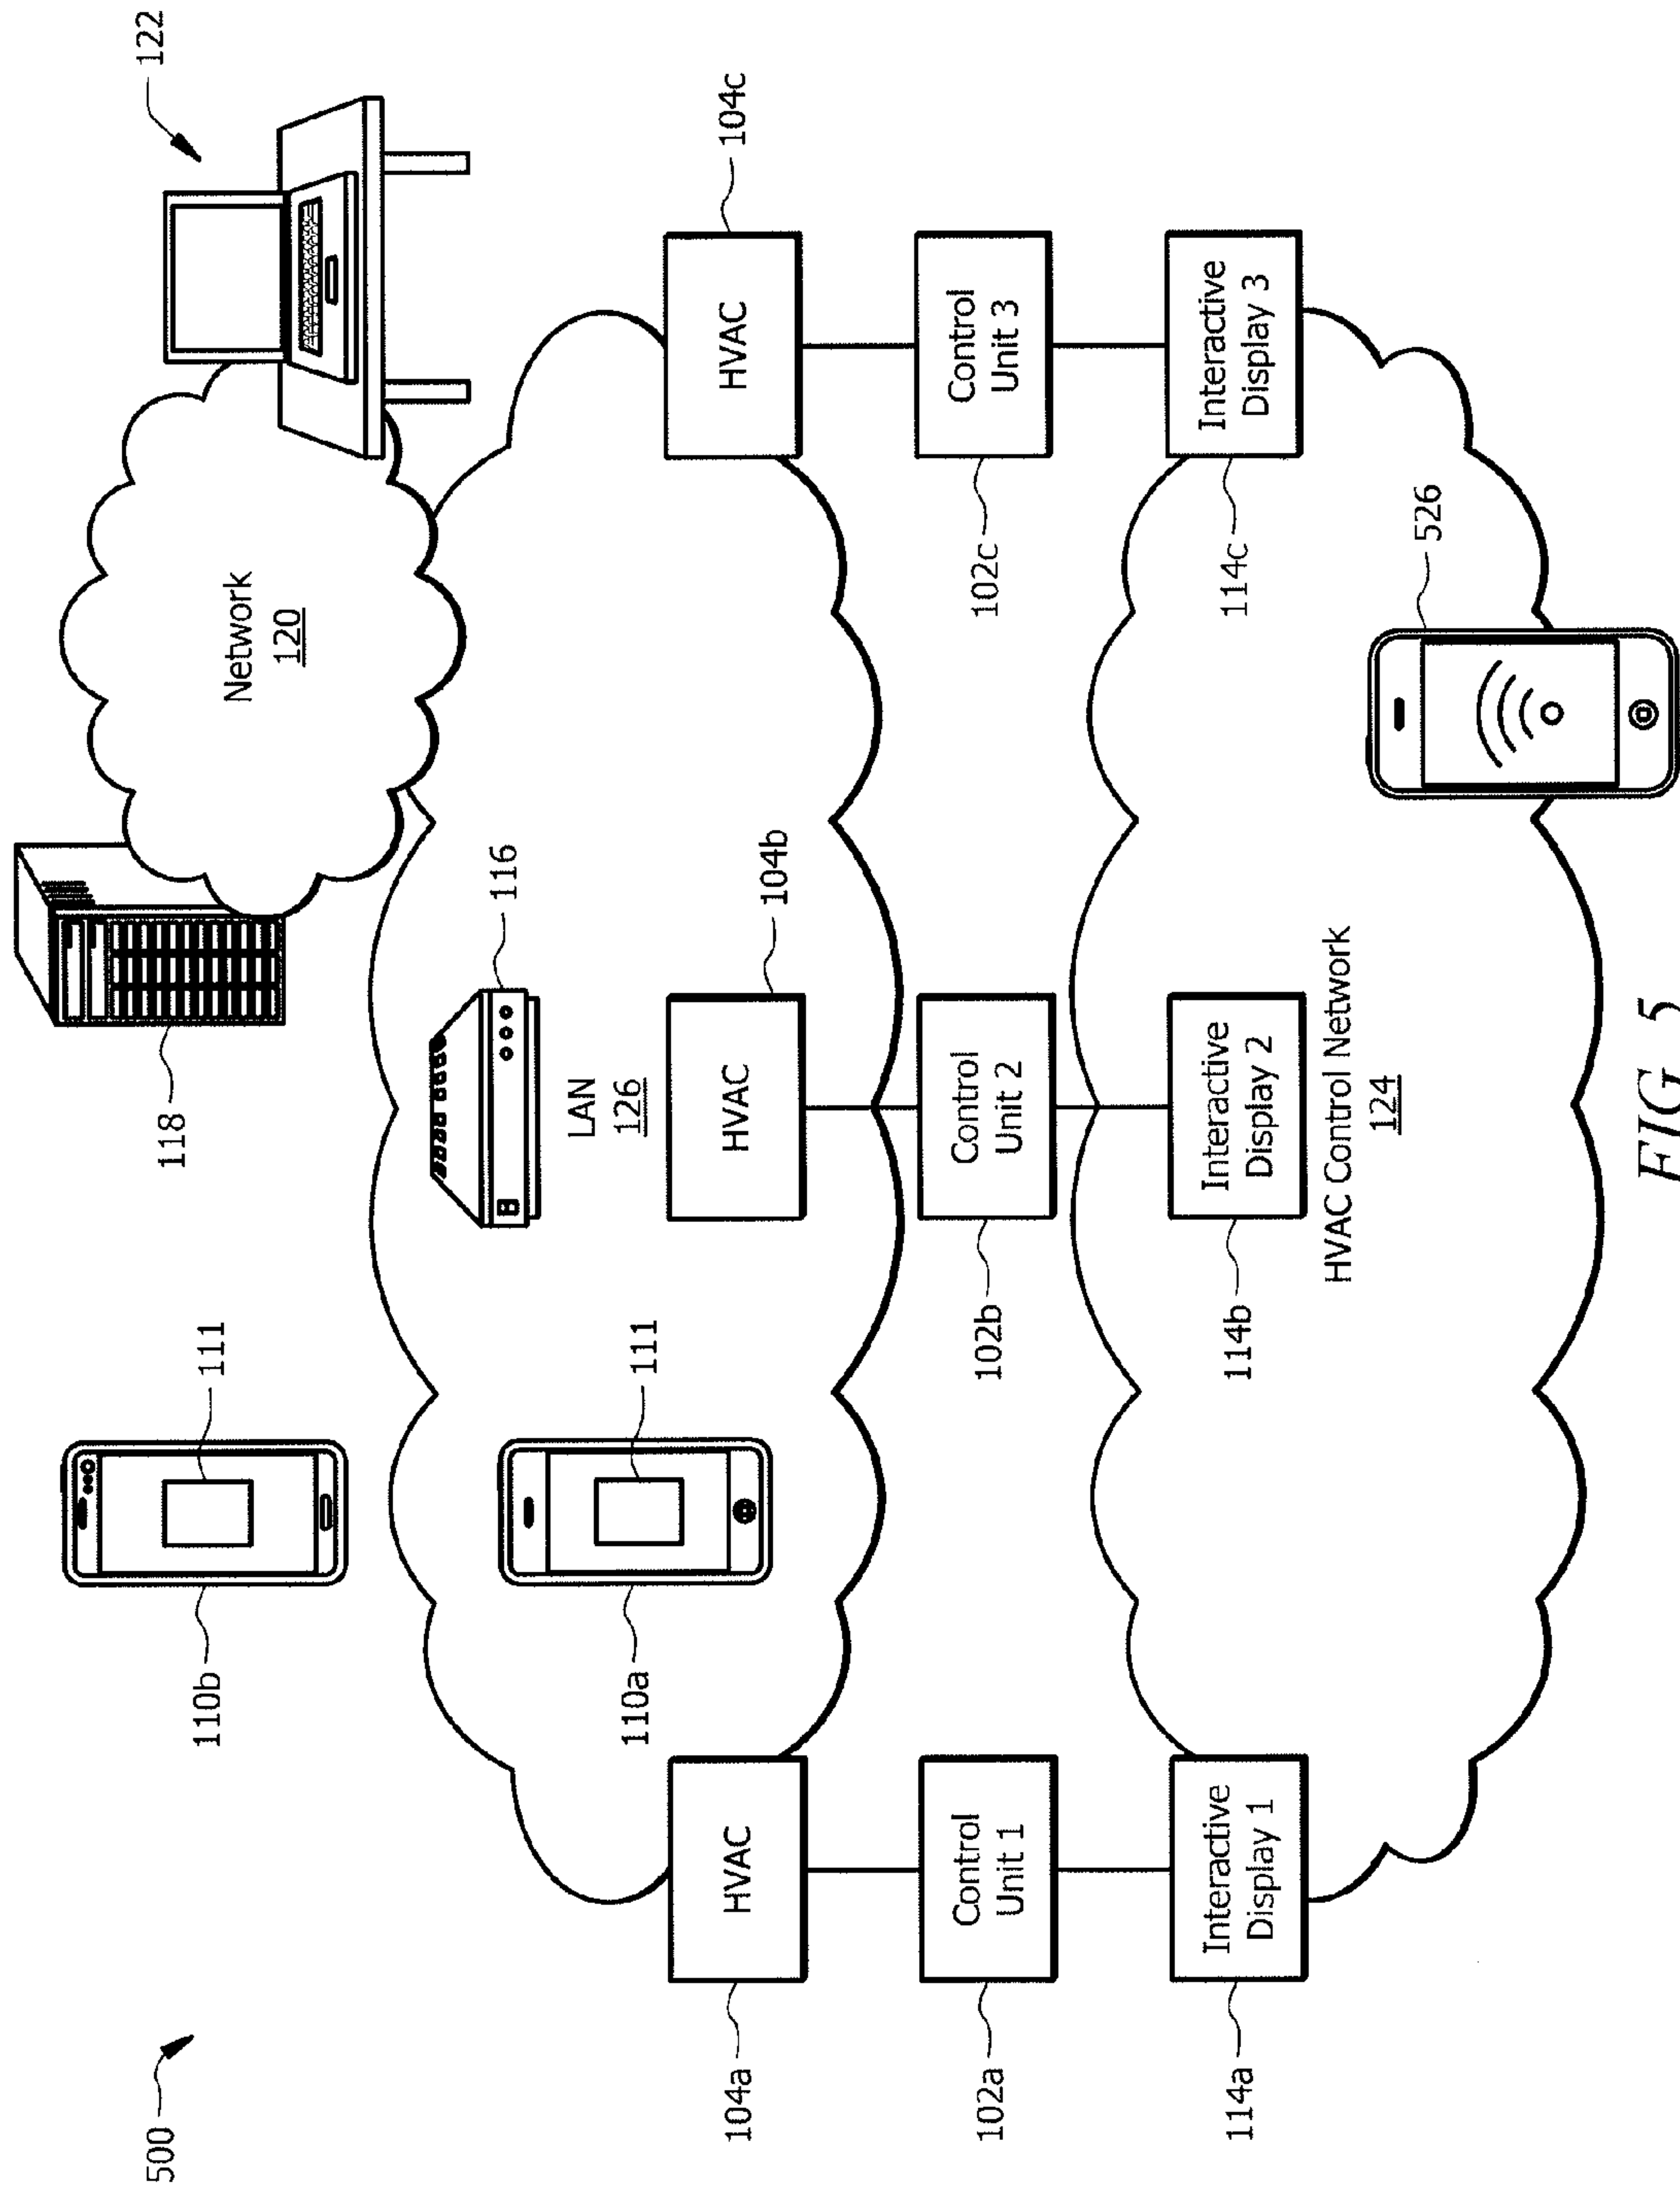 500
110b
111
118
Network
120
122
110a
111
116
LAN
126
104a
HVAC
HVAC
104b
HVAC
104c
102a
Control
Unit 1
102b
Control
Unit 2
102c
Control
Unit 3
114a
Interactive
Display 1
114b
Interactive
Display 2
114c
Interactive
Display 3
HVAC Control Network
124
526
FIG. 5